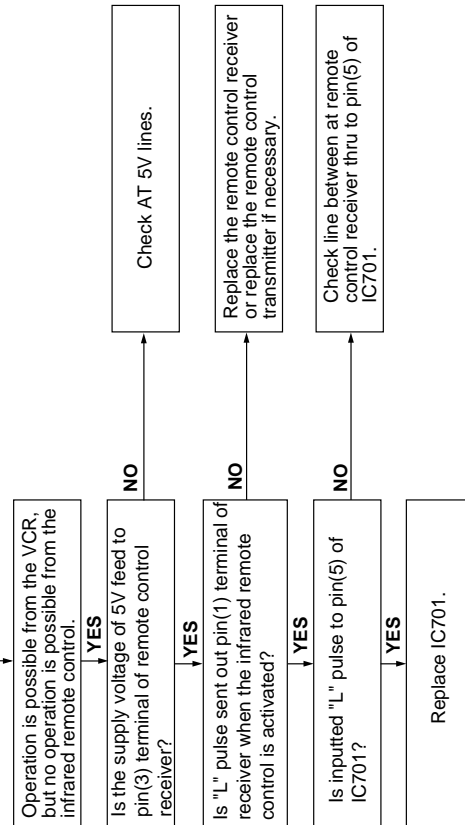 Operation is possible from the VCR,
but no operation is possible from the
infrared remote control.
YES
Is the supply voltage of 5V feed to
pin(3) terminal of remote control
receiver?
NO
Check AT 5V lines.
YES
Is "L" pulse sent out pin(1) terminal of
receiver when the infrared remote
control is activated?
NO
Replace the remote control receiver
or replace the remote control
transmitter if necessary.
YES
Is inputted "L" pulse to pin(5) of
IC701?
NO
Check line between at remote
control receiver thru to pin(5) of
IC701.
YES
Replace IC701.